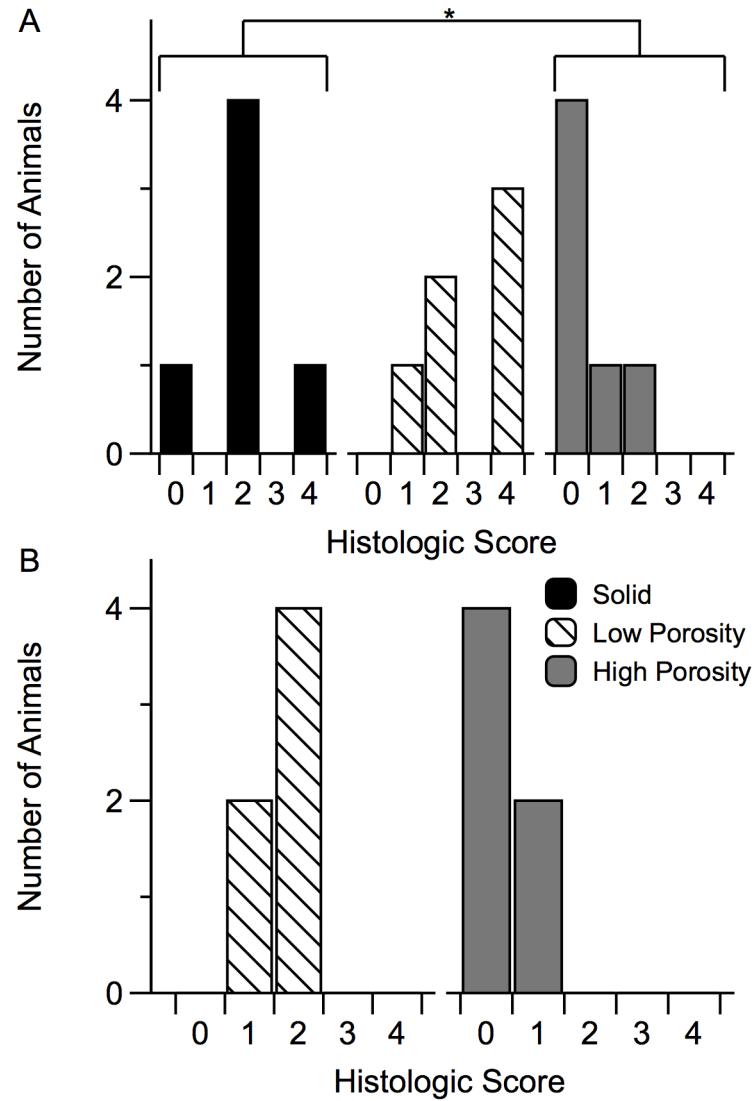 A
*
Number of Animals
4
2
0
0 1 2 3 4 0 1 2 3 4 0 1 2 3 4
Histologic Score
B
Solid
Low Porosity
High Porosity
Number of Animals
4
2
0
0 1 2 3 4 0 1 2 3 4
Histologic Score